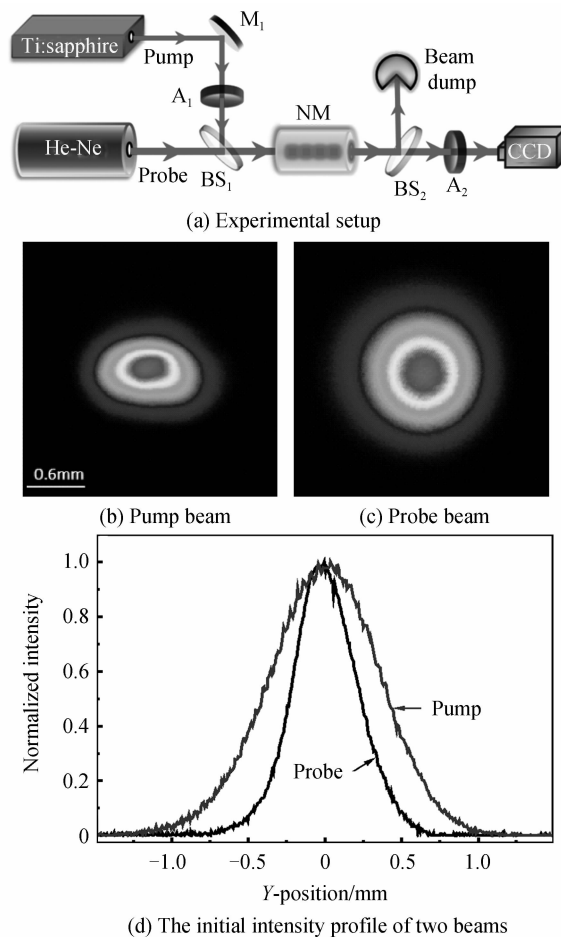 Ti:sapphire
M1
Pump
A1
NM
Beam
dump
He-Ne
Probe
BS1
BS2
A2
CCD
(a) Experimental setup
0.6mm
(b) Pump beam
(c) Probe beam
1.0
0.8
0.6
0.4
0.2
0
Normalized intensity
Pump
Probe
−1.0
−0.5
0
0.5
1.0
Y-position/mm
(d) The initial intensity profile of two beams